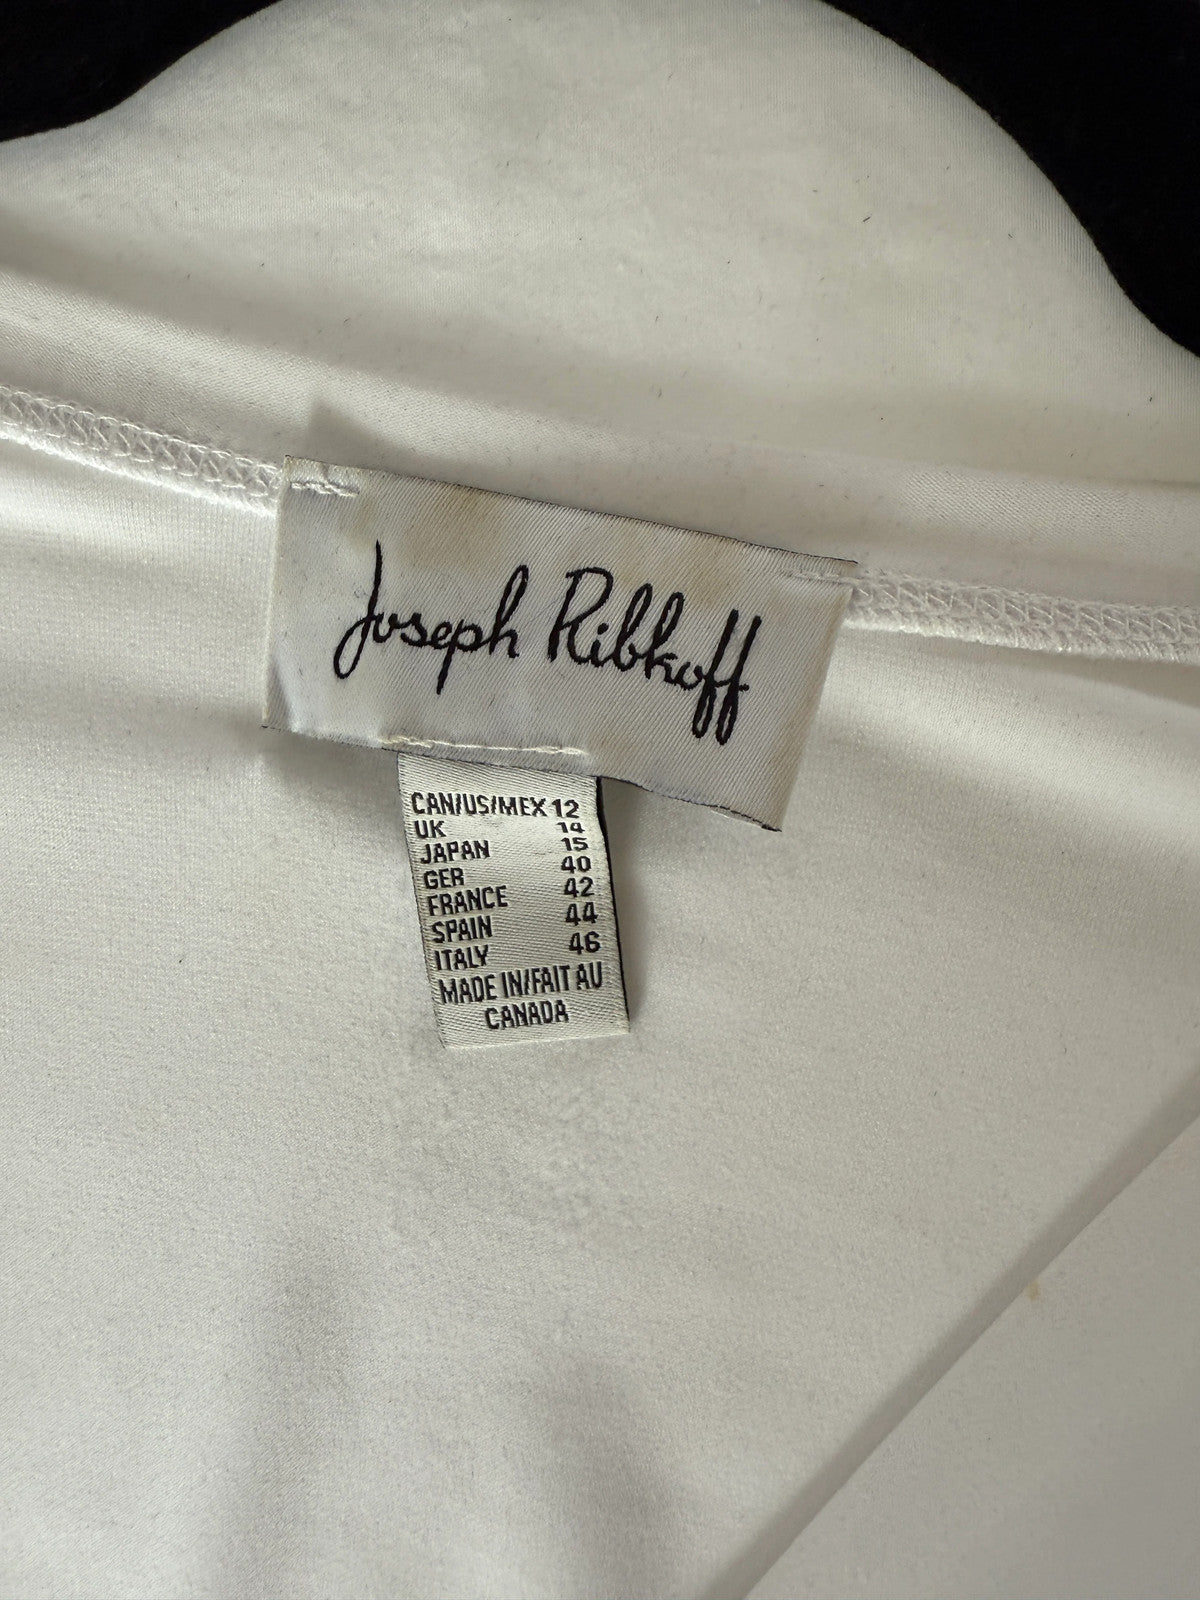 Joseph Ribkoff
CAN/US/MEX 12
UK 14
JAPAN 15
GER 40
FRANCE 42
SPAIN 44
ITALY 46
MADE IN/FAIT AU
CANADA